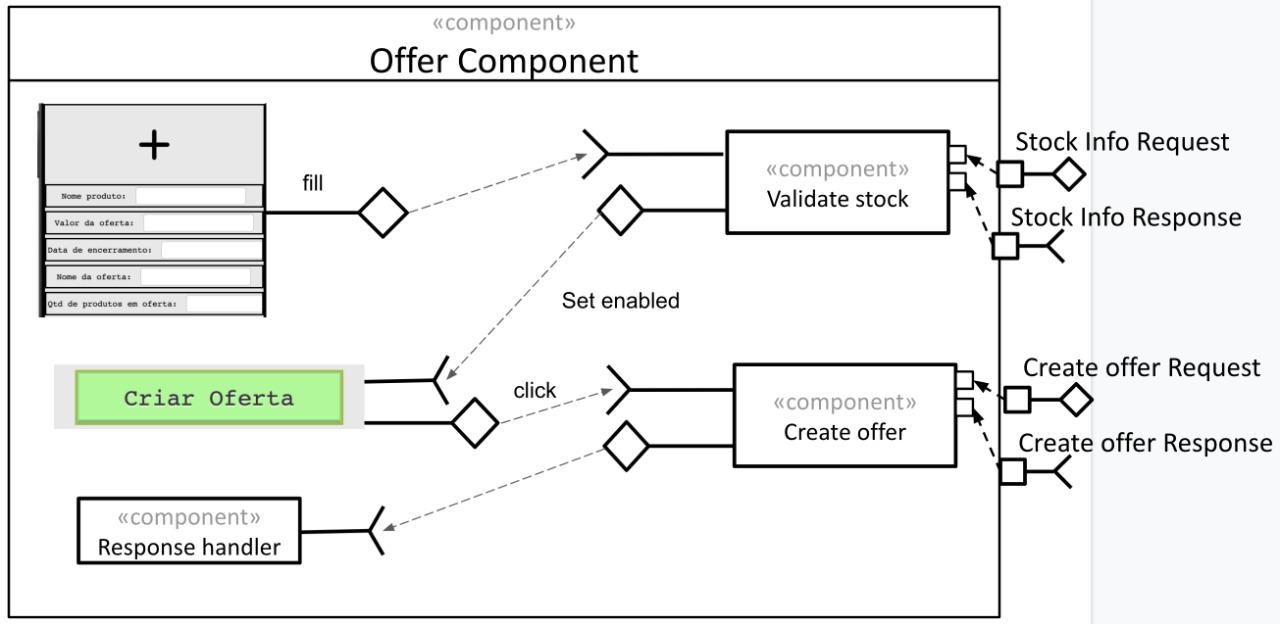 «component»
Offer Component
+
Nome produto:
Valor da oferta:
Data de encerramento:
Nome da oferta:
Qtd de produtos em oferta:
fill
«component»
Validate stock
Stock Info Request
Stock Info Response
Set enabled
Criar Oferta
click
«component»
Create offer
Create offer Request
Create offer Response
«component»
Response handler